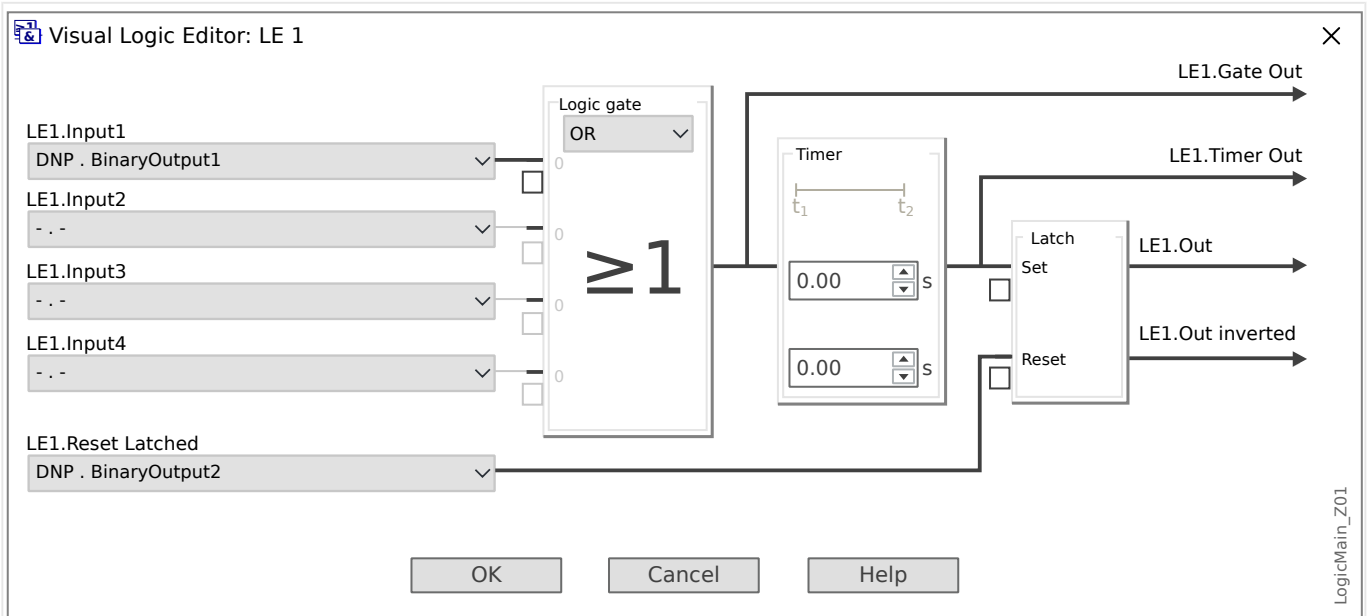 ≥1
&
Visual Logic Editor: LE 1
LE1.Gate Out
Logic gate
OR
LE1.Input1
DNP . BinaryOutput1
0
LE1.Input2
- . -
0
LE1.Input3
- . -
0
LE1.Input4
- . -
0
≥1
Timer
t1
t2
0.00
s
0.00
s
LE1.Timer Out
Latch
Set
Reset
LE1.Out
LE1.Out inverted
LE1.Reset Latched
DNP . BinaryOutput2
OK
Cancel
Help
LogicMain_Z01